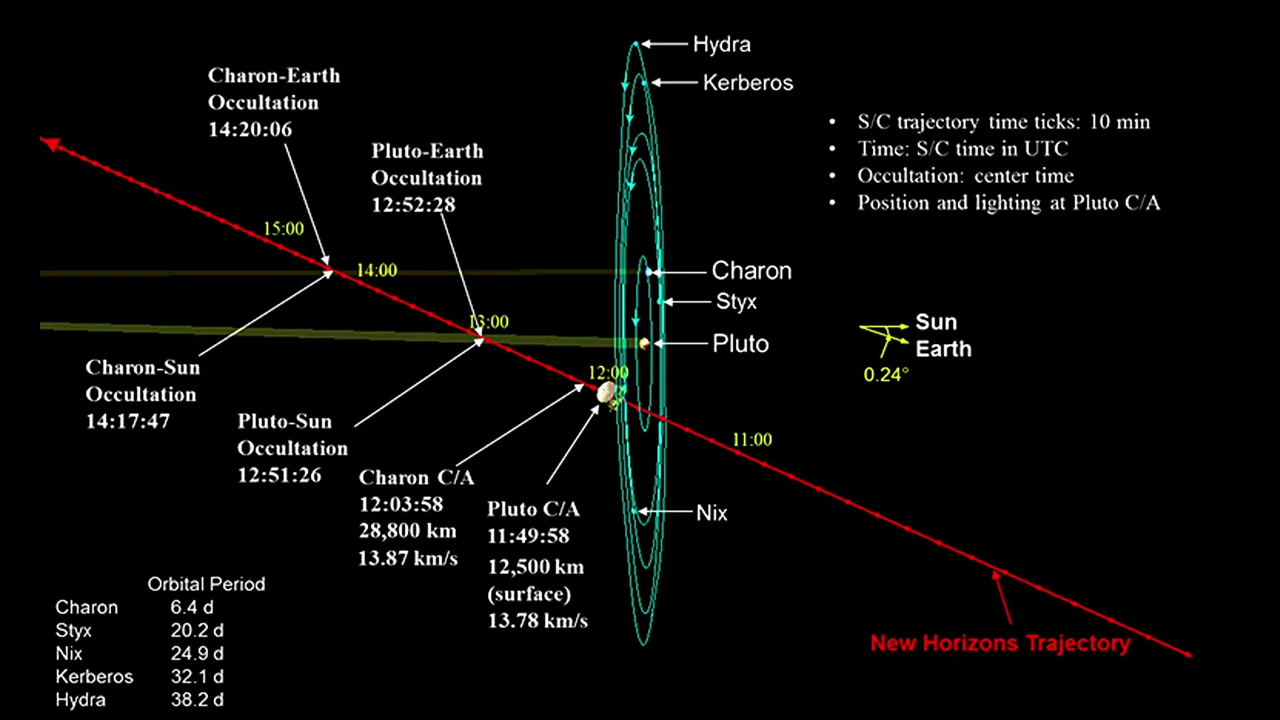 Hydra
Kerberos
Charon-Earth
Occultation
14:20:06
Pluto-Earth
Occultation
12:52:28
• S/C trajectory time ticks: 10 min
• Time: S/C time in UTC
• Occultation: center time
• Position and lighting at Pluto C/A
15:00
14:00
13:00
12:00
11:00
Charon
Styx
Pluto
Nix
Sun
Earth
0.24°
Charon-Sun
Occultation
14:17:47
Pluto-Sun
Occultation
12:51:26
Charon C/A
12:03:58
28,800 km
13.87 km/s
Pluto C/A
11:49:58
12,500 km
(surface)
13.78 km/s
New Horizons Trajectory
Orbital Period
Charon 6.4 d
Styx 20.2 d
Nix 24.9 d
Kerberos 32.1 d
Hydra 38.2 d